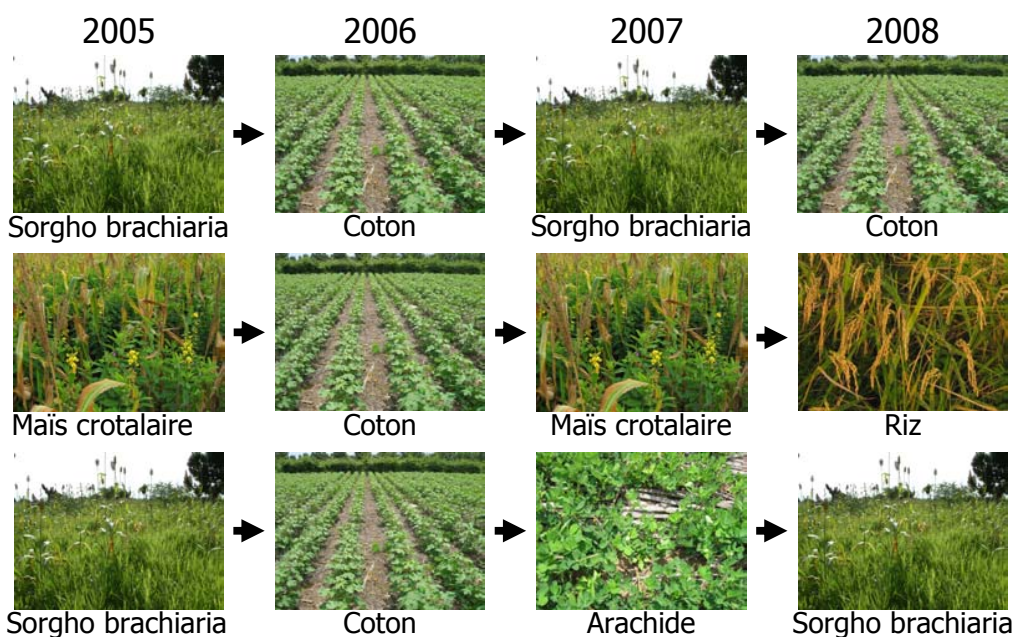 2005 2006 2007 2008
Sorgho brachiaria Coton Sorgho brachiaria Coton
Maïs crotalaire Coton Maïs crotalaire Riz
Sorgho brachiaria Coton Arachide Sorgho brachiaria